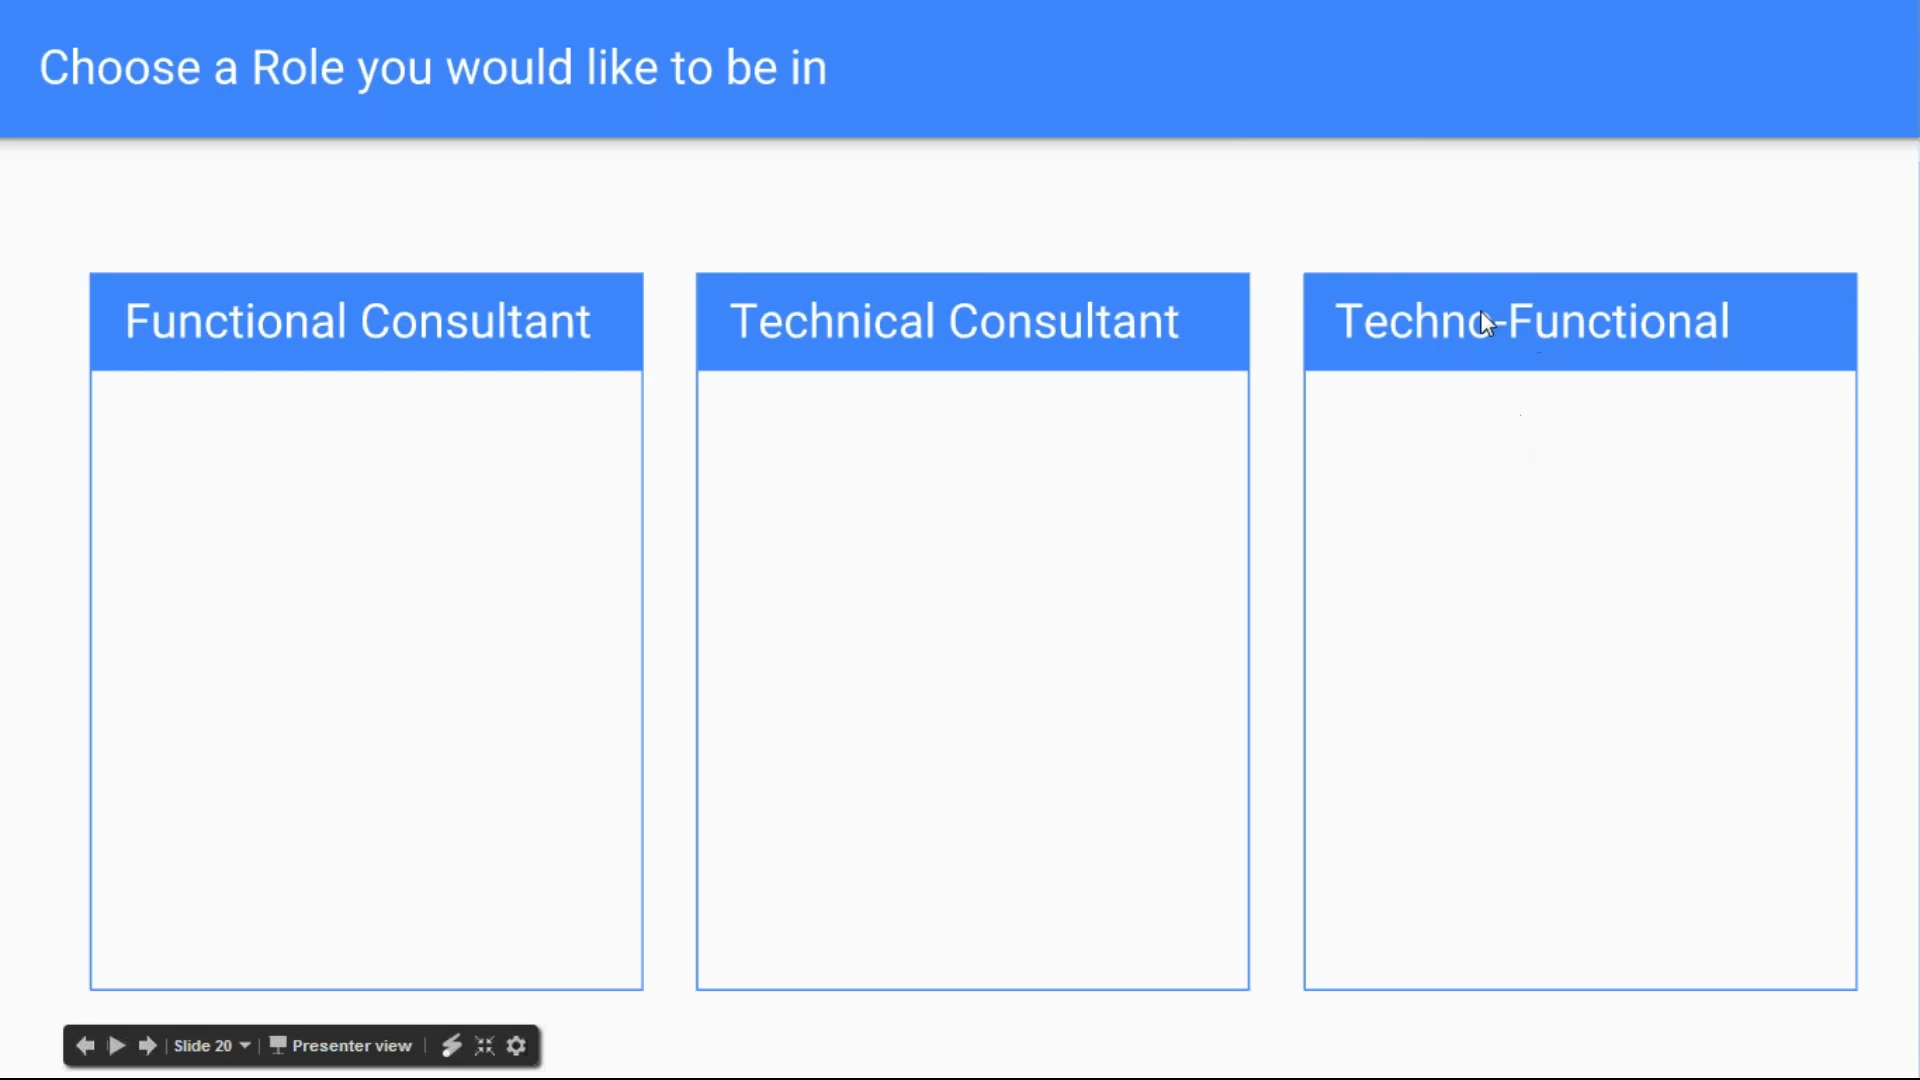 Choose a Role you would like to be in
Functional Consultant
Technical Consultant
Techno-Functional
Slide 20
Presenter view